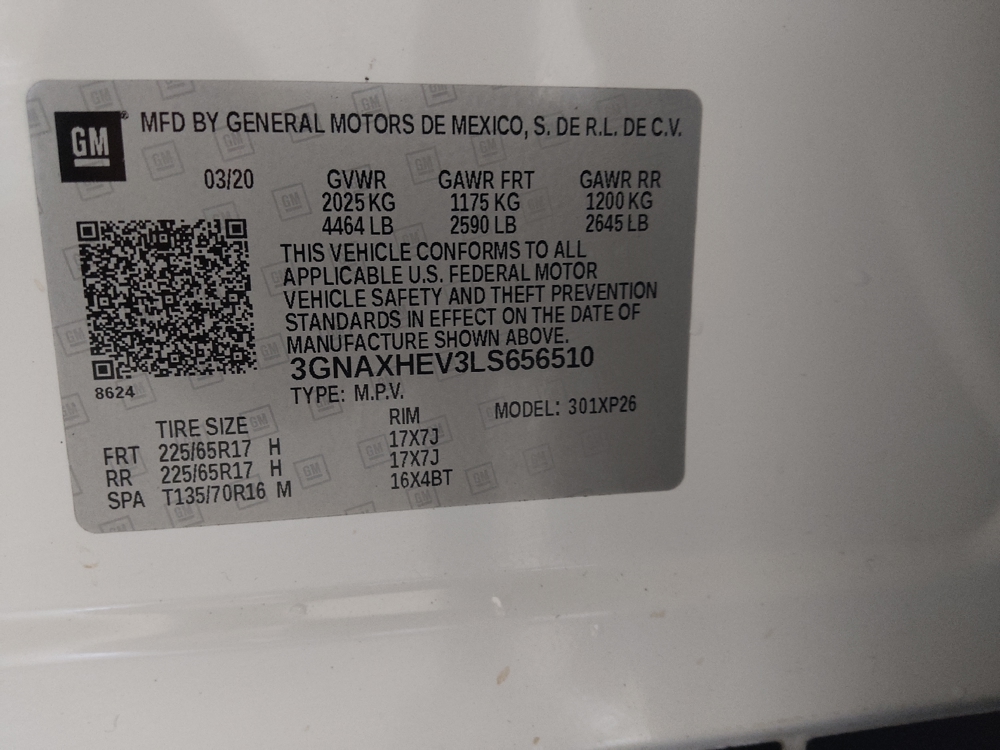 GM® MFD BY GENERAL MOTORS DE MEXICO, S. DE R.L. DE C.V.
03/20 GVWR GAWR FRT GAWR RR
2025 KG 1175 KG 1200 KG
4464 LB 2590 LB 2645 LB
THIS VEHICLE CONFORMS TO ALL
APPLICABLE U.S. FEDERAL MOTOR
VEHICLE SAFETY AND THEFT PREVENTION
STANDARDS IN EFFECT ON THE DATE OF
MANUFACTURE SHOWN ABOVE.
3GNAXHEV3LS656510
8624 TYPE: M.P.V.
MODEL: 301XP26
TIRE SIZE RIM
FRT 225/65R17 H 17X7J
RR 225/65R17 H 17X7J
SPA T135/70R16 M 16X4BT